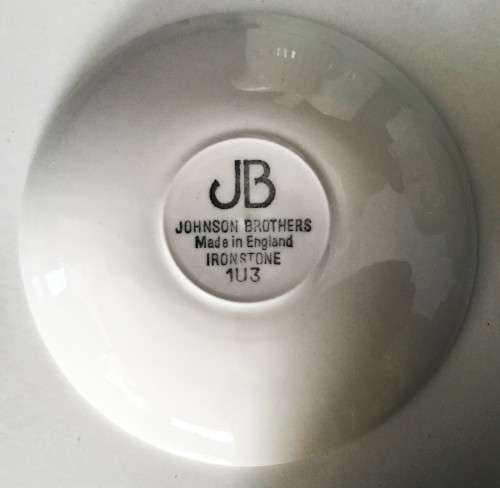 JB
JOHNSON BROTHERS
Made in England
IRONSTONE
1U3